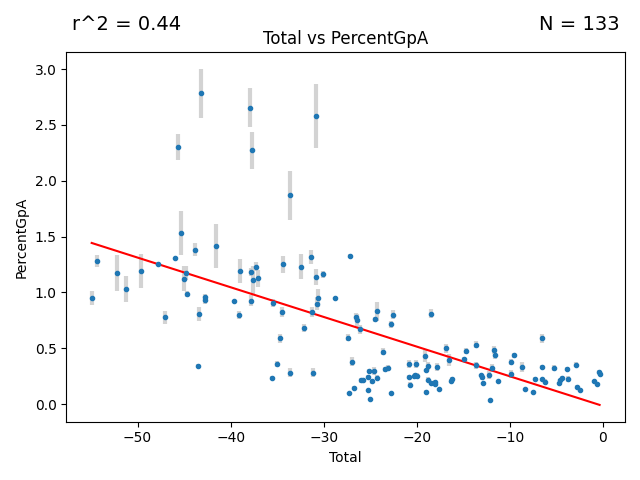 r^2 = 0.44
N = 133
Total vs PercentGpA
3.0
2.5
2.0
1.5
1.0
0.5
0.0
PercentGpA
−50
−40
−30
−20
−10
0
Total